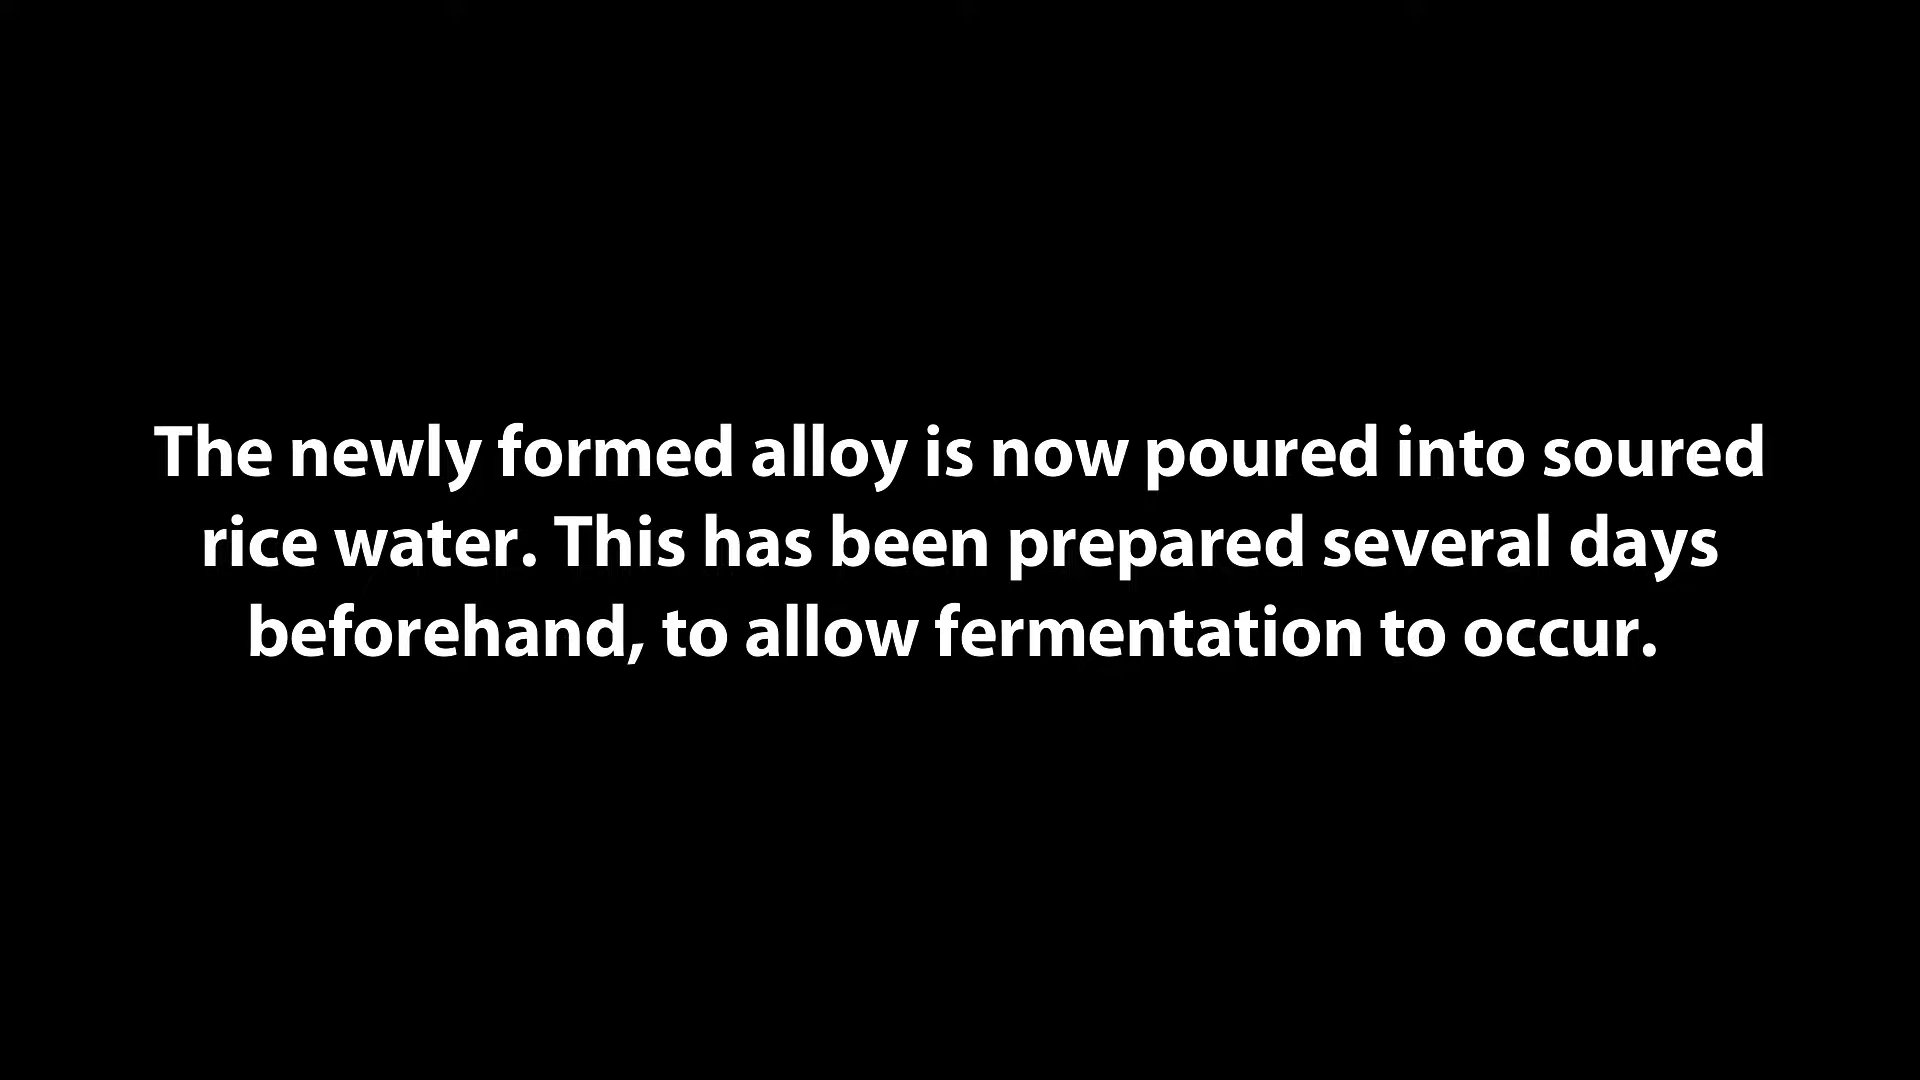 The newly formed alloy is now poured into soured
rice water. This has been prepared several days
beforehand, to allow fermentation to occur.